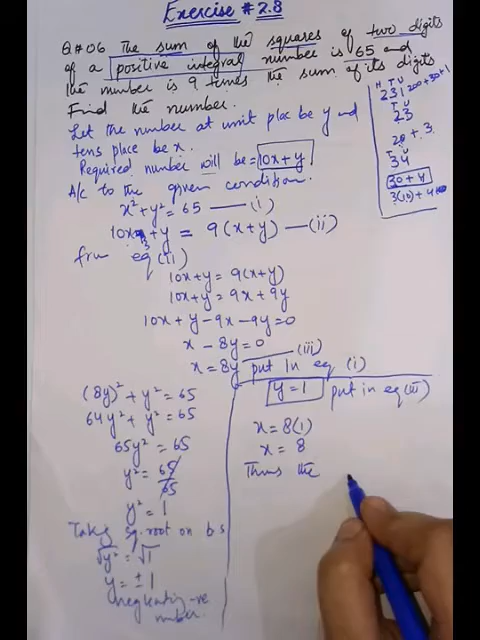 Exercise # 2.8
Q#06 The sum of the squares of two digits
of a positive integral number is 65 and
the number is 9 times the sum of its digits
Find the number.
Let the number at unit plac be y and
tens place be x.
Required number will be = 10x+y
A/c to the given condition.
x² + y² = 65 — (i)
10x + y = 9(x+y) — (ii)
from eq (ii)
10x+y = 9(x+y)
10x+y = 9x + 9y
10x + y - 9x - 9y = 0
x - 8y = 0
x = 8y — (iii) put in eq (i)
(8y)² + y² = 65
64y² + y² = 65
65y² = 65
y² = 65/65
y² = 1
Taking sq. root on b.s
√y² = √1
y = ± 1
neglecting -ve
number.
y = 1 put in eq (iii)
x = 8(1)
x = 8
Thus the
H T U
231 200+30+1
T U
23
20 + 3
T U
34
30 + 4
3(10) + 4